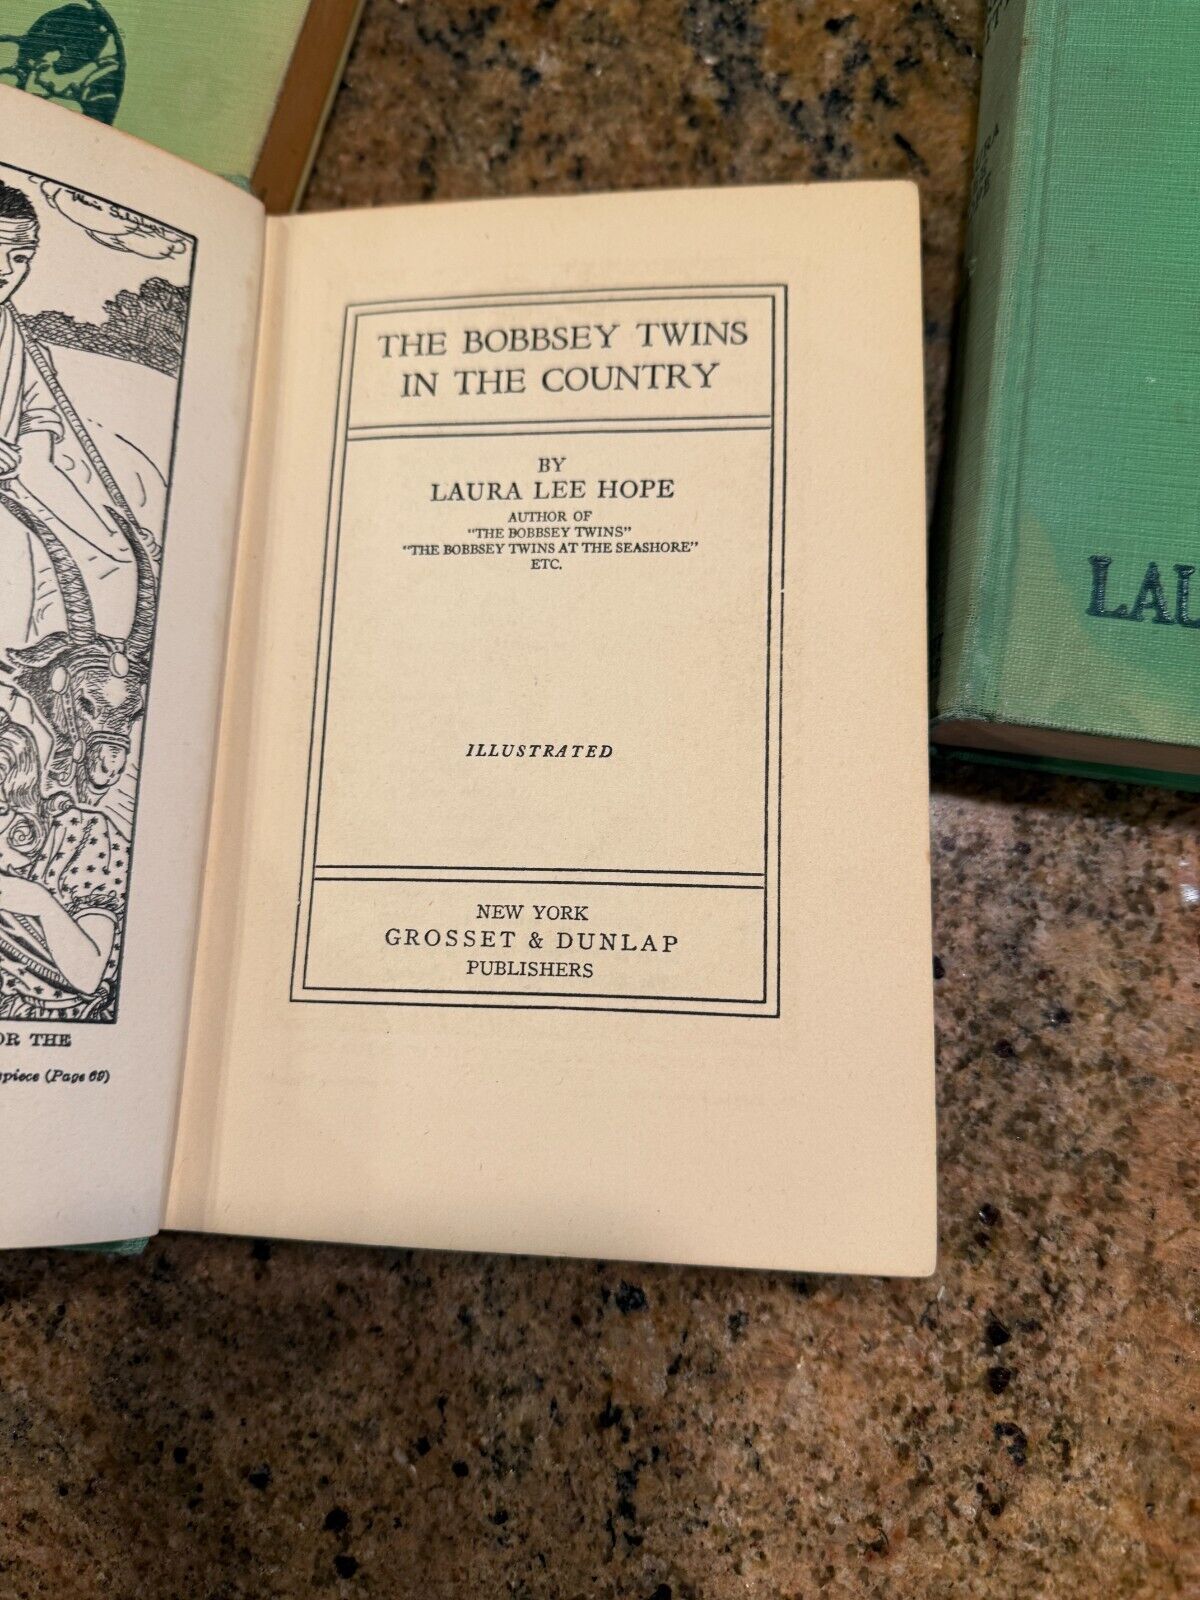 THE BOBBSEY TWINS
IN THE COUNTRY
BY
LAURA LEE HOPE
AUTHOR OF
"THE BOBBSEY TWINS"
"THE BOBBSEY TWINS AT THE SEASHORE"
ETC.
ILLUSTRATED
NEW YORK
GROSSET & DUNLAP
PUBLISHERS
OR THE
piece (Page 69)
LAU